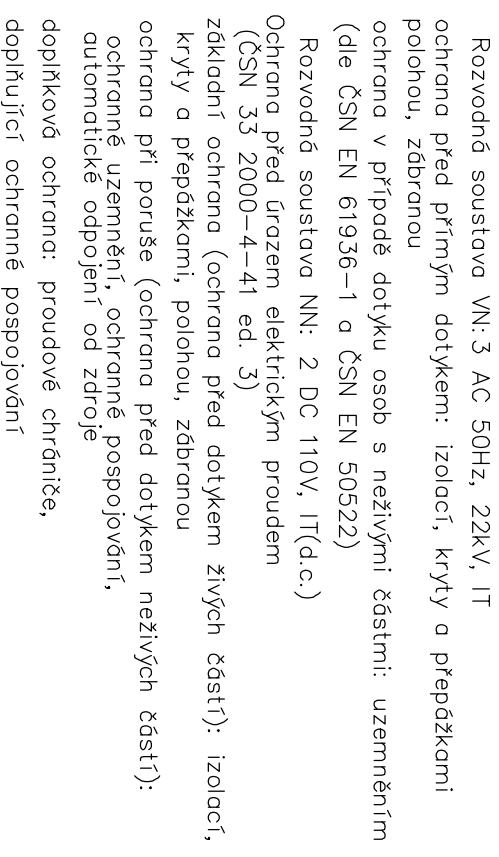 Rozvodná soustava VN: 3 AC 50Hz, 22kV, IT
ochrana před přímým dotykem: izolací, kryty a přepážkami
polohou, zábranou
ochrana v případě dotyku osob s neživými částmi: uzemněním
(dle ČSN EN 61936-1 a ČSN EN 50522)
Rozvodná soustava NN: 2 DC 110V, IT(d.c.)
Ochrana před úrazem elektrickým proudem
(ČSN 33 2000-4-41 ed. 3)
základní ochrana (ochrana před dotykem živých částí): izolací,
kryty a přepážkami, polohou, zábranou
ochrana při poruše (ochrana před dotykem neživých částí):
ochranné uzemnění, ochranné pospojování,
automatické odpojení od zdroje
doplňková ochrana: proudové chrániče,
doplňující ochranné pospojování